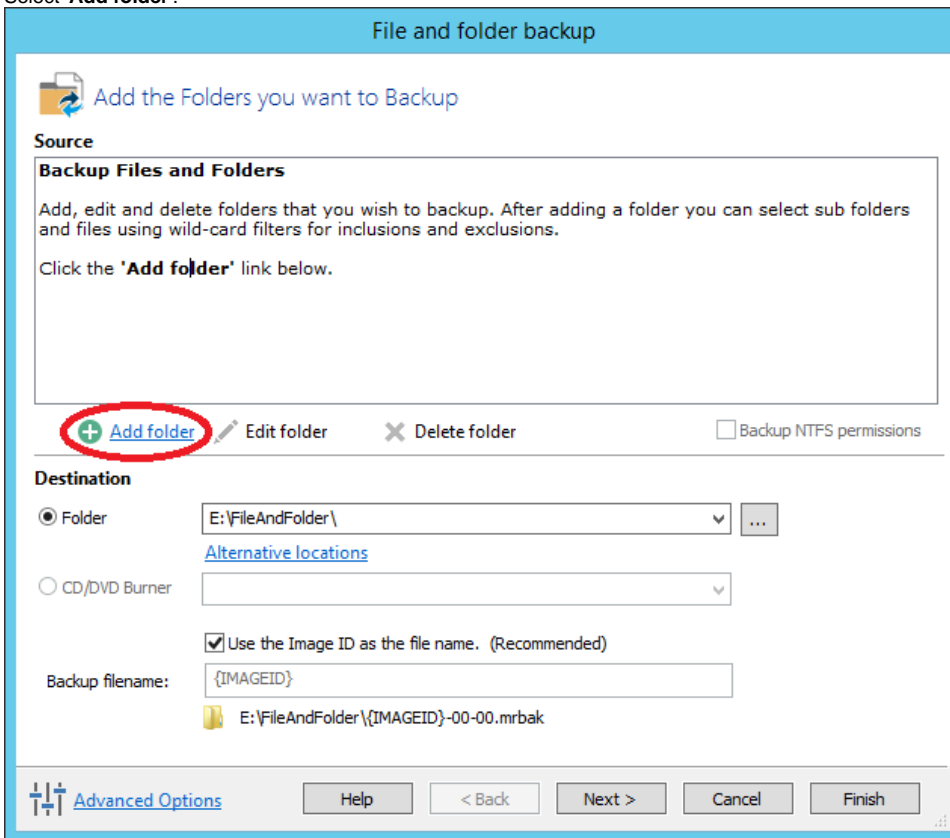 Select 'Add folder'.
File and folder backup
Add the Folders you want to Backup
Source
Backup Files and Folders
Add, edit and delete folders that you wish to backup. After adding a folder you can select sub folders
and files using wild-card filters for inclusions and exclusions.
Click the 'Add folder' link below.
Add folder Edit folder Delete folder Backup NTFS permissions
Destination
Folder E:\FileAndFolder\ ...
Alternative locations
CD/DVD Burner
Use the Image ID as the file name. (Recommended)
Backup filename: {IMAGEID}
E:\FileAndFolder\{IMAGEID}-00-00.mrbak
Advanced Options Help < Back Next > Cancel Finish